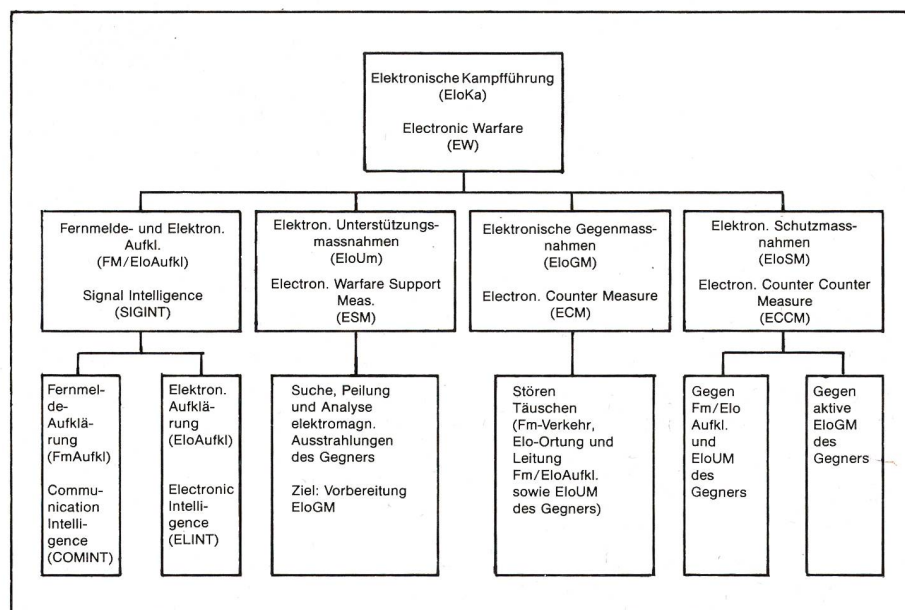 Elektronische Kampfführung
(EloKa)
Electronic Warfare
(EW)
Fernmelde- und Elektron.
Aufkl.
(FM/EloAufkl)
Signal Intelligence
(SIGINT)
Elektron. Unterstützungs-
massnahmen
(EloUm)
Electron. Warfare Support
Meas.
(ESM)
Elektronische Gegenmass-
nahmen
(EloGM)
Electron. Counter Measure
(ECM)
Elektron. Schutzmass-
nahmen
(EloSM)
Electron. Counter Counter
Measure
(ECCM)
Fernmel-
de-
Aufklä-
rung
(FmAufkl)
Commu-
nication
Intelli-
gence
(COMINT)
Elektron.
Aufklä-
rung
(EloAufkl)
Electronic
Intelli-
gence
(ELINT)
Suche, Peilung
und Analyse
elektromagn.
Ausstrahlungen
des Gegners
Ziel: Vorbereitung
EloGM
Stören
Täuschen
(Fm-Verkehr,
Elo-Ortung und
Leitung
Fm/EloAufkl.
sowie EloUM
des Gegners)
Gegen
Fm/Elo
Aufkl.
und
EloUM
des
Gegners
Gegen
aktive
EloGM
des
Gegners